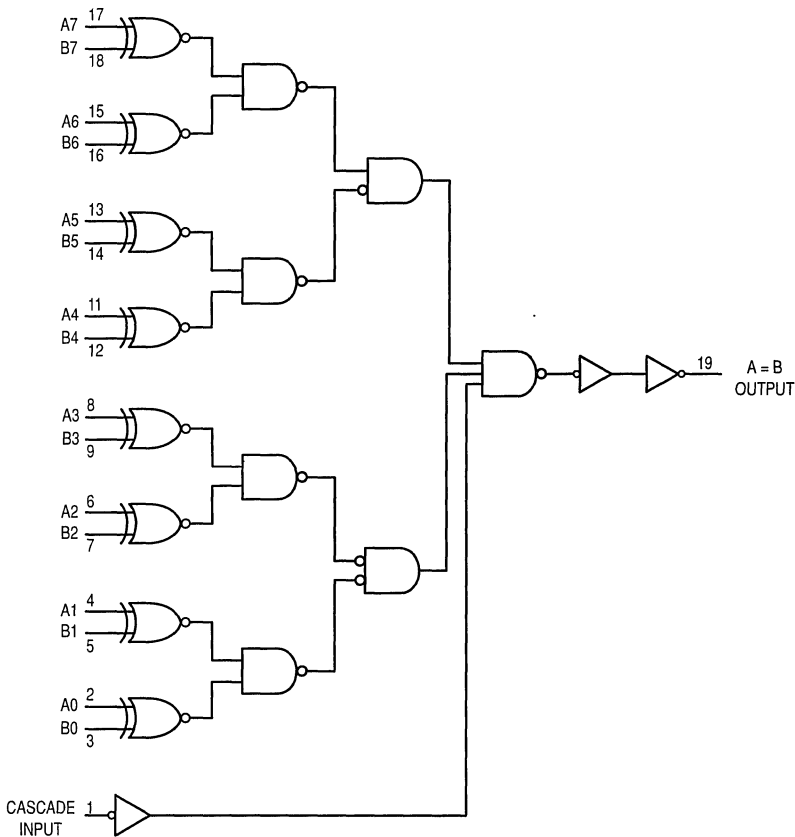 A7 17
B7 18
A6 15
B6 16
A5 13
B5 14
A4 11
B4 12
A3 8
B3 9
A2 6
B2 7
A1 4
B1 5
A0 2
B0 3
CASCADE INPUT 1
19
A = B
OUTPUT